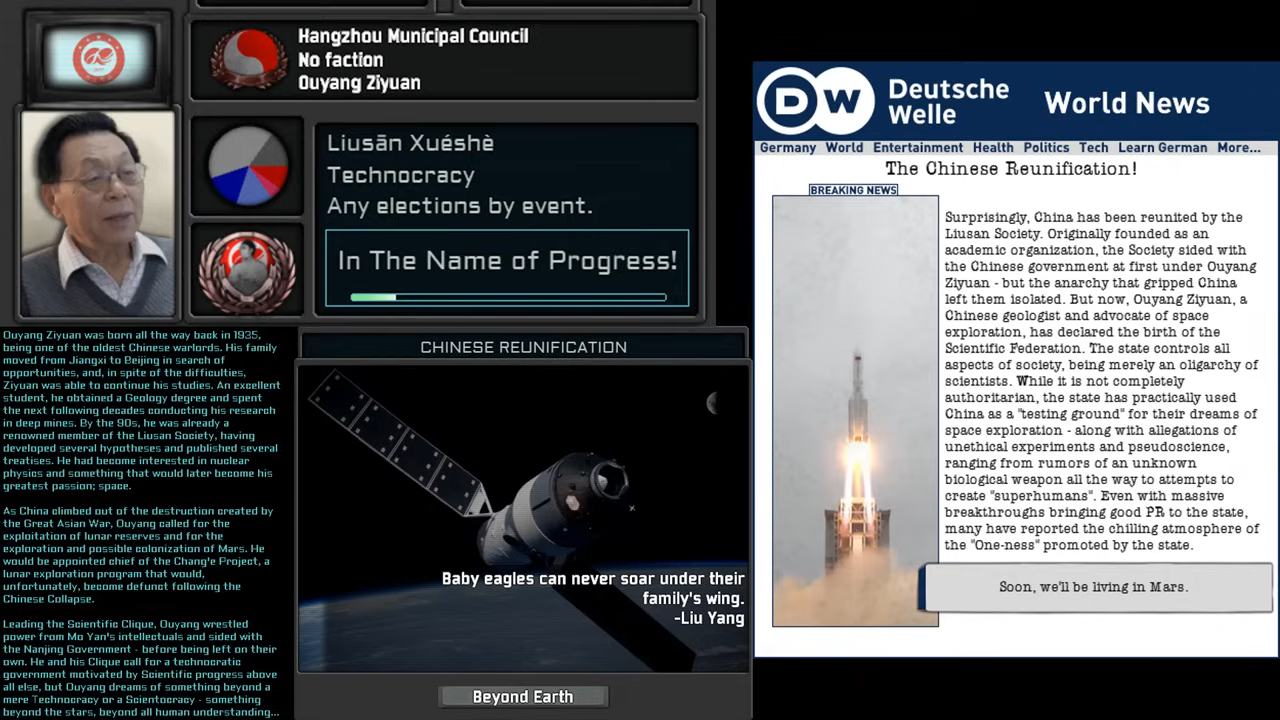 Hangzhou Municipal Council
No faction
Ouyang Ziyuan
Liusān Xuéshè
Technocracy
Any elections by event.
In The Name of Progress!
Ouyang Ziyuan was born all the way back in 1935,
being one of the oldest Chinese warlords. His family
moved from Jiangxi to Beijing in search of
opportunities, and, in spite of the difficulties,
Ziyuan was able to continue his studies. An excellent
student, he obtained a Geology degree and spent
the next following decades conducting his research
in deep mines. By the 90s, he was already a
renowned member of the Liusan Society, having
developed several hypotheses and published several
treatises. He had become interested in nuclear
physics and something that would later become his
greatest passion; space.
As China climbed out of the destruction created by
the Great Asian War, Ouyang called for the
exploitation of lunar reserves and for the
exploration and possible colonization of Mars. He
would be appointed chief of the Chang'e Project, a
lunar exploration program that would,
unfortunately, become defunct following the
Chinese Collapse.
Leading the Scientific Clique, Ouyang wrestled
power from Mo Yan's intellectuals and sided with
the Nanjing Government - before being left on their
own. He and his Clique call for a technocratic
government motivated by Scientific progress above
all else, but Ouyang dreams of something beyond a
mere Technocracy or a Scientocracy - something
beyond the stars, beyond all human understanding...
CHINESE REUNIFICATION
Baby eagles can never soar under their
family's wing.
-Liu Yang
Beyond Earth
DW
Deutsche
Welle
World News
Germany World Entertainment Health Politics Tech Learn German More...
The Chinese Reunification!
BREAKING NEWS
Surprisingly, China has been reunited by the
Liusan Society. Originally founded as an
academic organization, the Society sided with
the Chinese government at first under Ouyang
Ziyuan - but the anarchy that gripped China
left them isolated. But now, Ouyang Ziyuan, a
Chinese geologist and advocate of space
exploration, has declared the birth of the
Scientific Federation. The state controls all
aspects of society, being merely an oligarchy of
scientists. While it is not completely
authoritarian, the state has practically used
China as a "testing ground" for their dreams of
space exploration - along with allegations of
unethical experiments and pseudoscience,
ranging from rumors of an unknown
biological weapon all the way to attempts to
create "superhumans". Even with massive
breakthroughs bringing good PR to the state,
many have reported the chilling atmosphere of
the "One-ness" promoted by the state.
Soon, we'll be living in Mars.